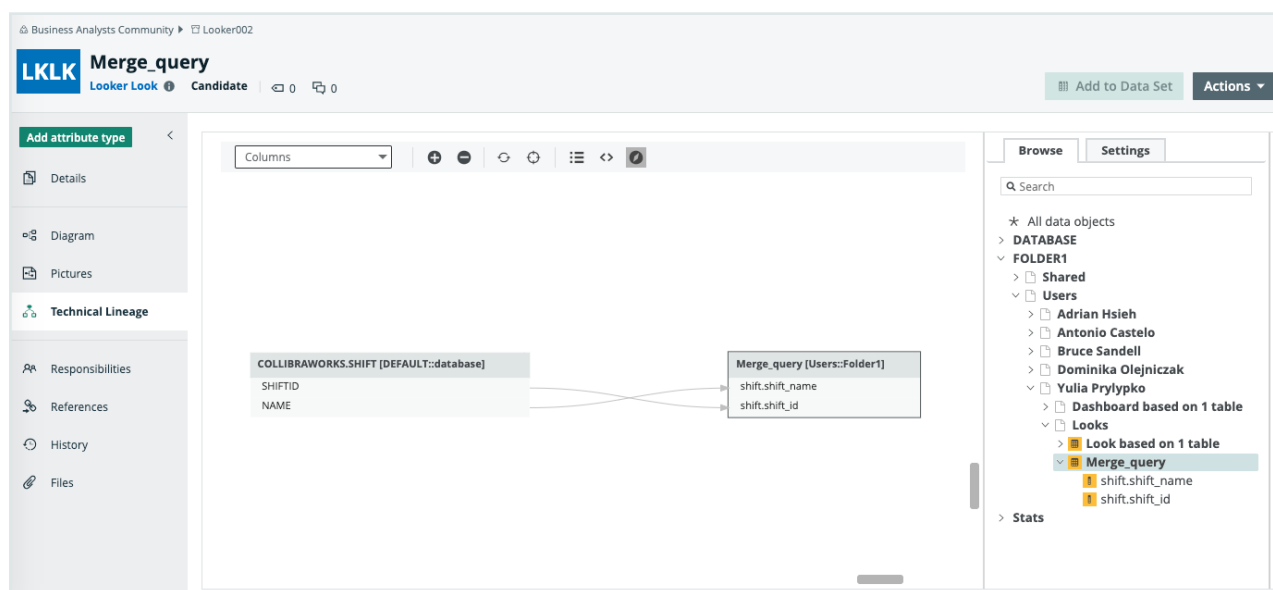 Business Analysts Community Looker002
LKLK
Merge_query
Looker Look Candidate 0 0
Add to Data Set
Actions
Add attribute type
Details
Diagram
Pictures
Technical Lineage
Responsibilities
References
History
Files
Columns
COLLIBRAWORKS.SHIFT [DEFAULT::database]
SHIFTID
NAME
Merge_query [Users::Folder1]
shift.shift_name
shift.shift_id
Browse Settings
Search
All data objects
DATABASE
FOLDER1
Shared
Users
Adrian Hsieh
Antonio Castelo
Bruce Sandell
Dominika Olejniczak
Yulia Prylypko
Dashboard based on 1 table
Looks
Look based on 1 table
Merge_query
shift.shift_name
shift.shift_id
Stats